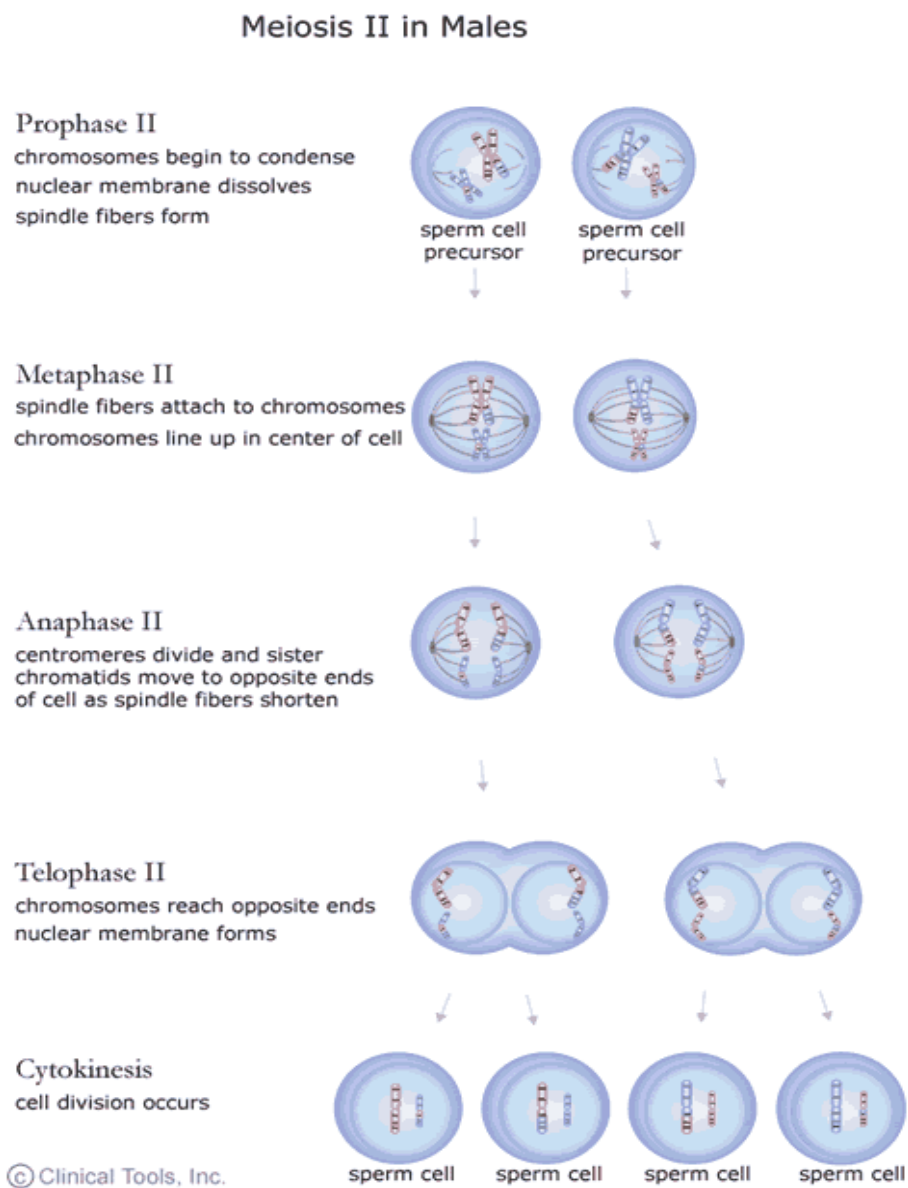 Meiosis II in Males
Prophase II
chromosomes begin to condense
nuclear membrane dissolves
spindle fibers form
sperm cell
precursor
sperm cell
precursor
Metaphase II
spindle fibers attach to chromosomes
chromosomes line up in center of cell
Anaphase II
centromeres divide and sister
chromatids move to opposite ends
of cell as spindle fibers shorten
Telophase II
chromosomes reach opposite ends
nuclear membrane forms
Cytokinesis
cell division occurs
sperm cell
sperm cell
sperm cell
sperm cell
© Clinical Tools, Inc.